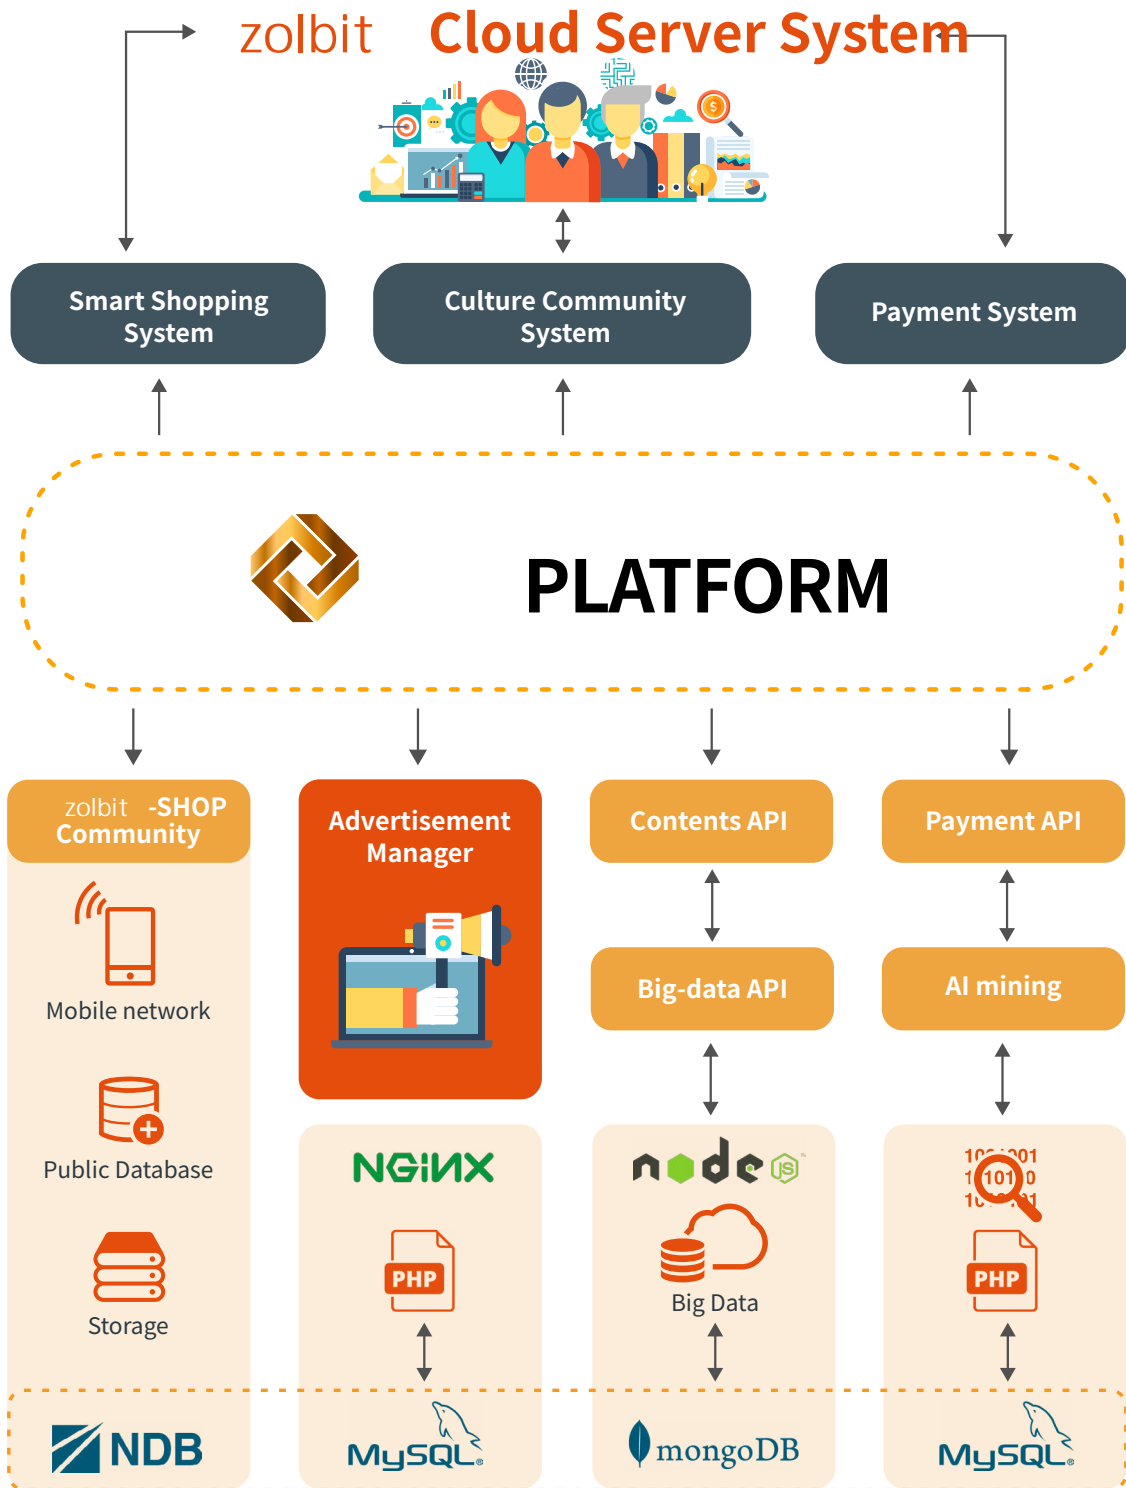 zolbit Cloud Server System
Smart Shopping
System
Culture Community
System
Payment System
PLATFORM
zolbit -SHOP
Community
Advertisement
Manager
Contents API
Payment API
Mobile network
Big-data API
AI mining
Public Database
NGiNX
node
JS
PHP
Big Data
PHP
Storage
NDB
MySQL®
mongoDB
MySQL®